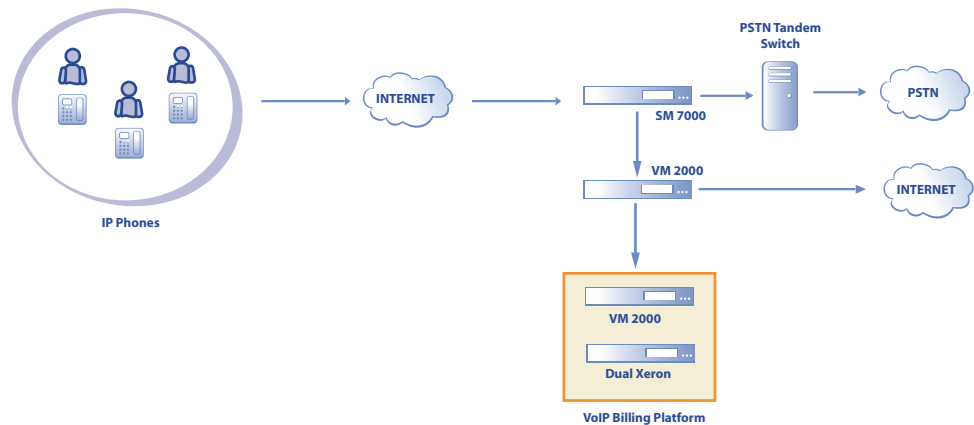 PSTN Tandem
Switch
INTERNET
PSTN
SM 7000
VM 2000
INTERNET
IP Phones
VM 2000
Dual Xeron
VoIP Billing Platform